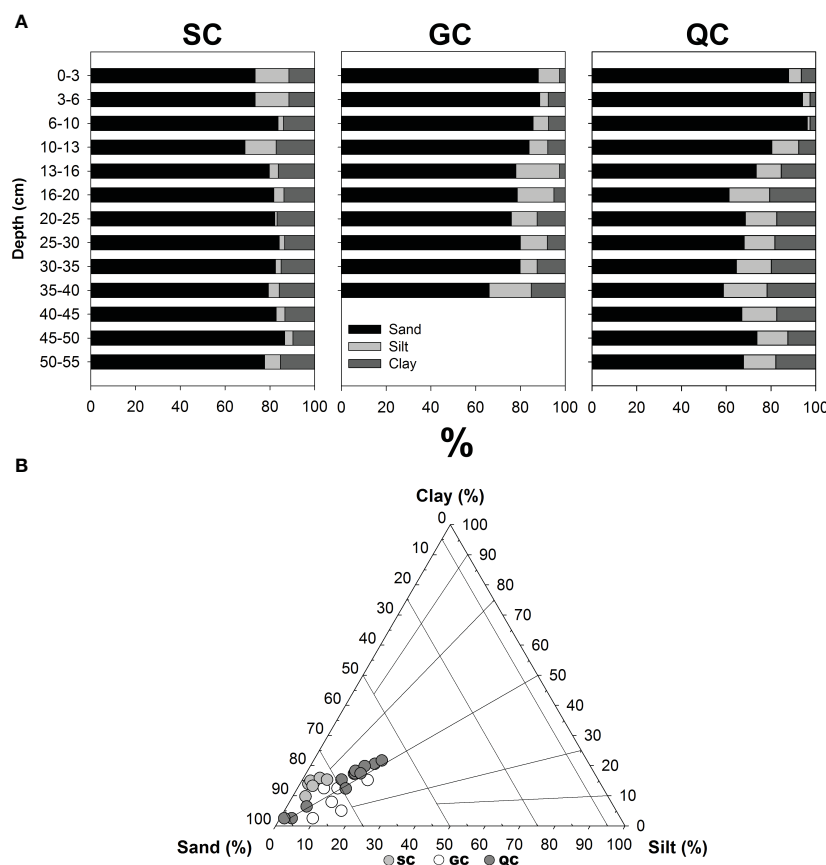 A
SC GC QC
0-3
3-6
6-10
10-13
13-16
16-20
20-25
25-30
30-35
35-40
40-45
45-50
50-55
Depth (cm)
Sand
Silt
Clay
0 20 40 60 80 100 0 20 40 60 80 100 0 20 40 60 80 100
%
B
Clay (%)
0 100
10 90
20 80
30 70
40 60
50 50
60 40
70 30
80 20
90 10
100 0
Sand (%) 0 10 20 30 40 50 60 70 80 90 100 Silt (%)
SC GC QC